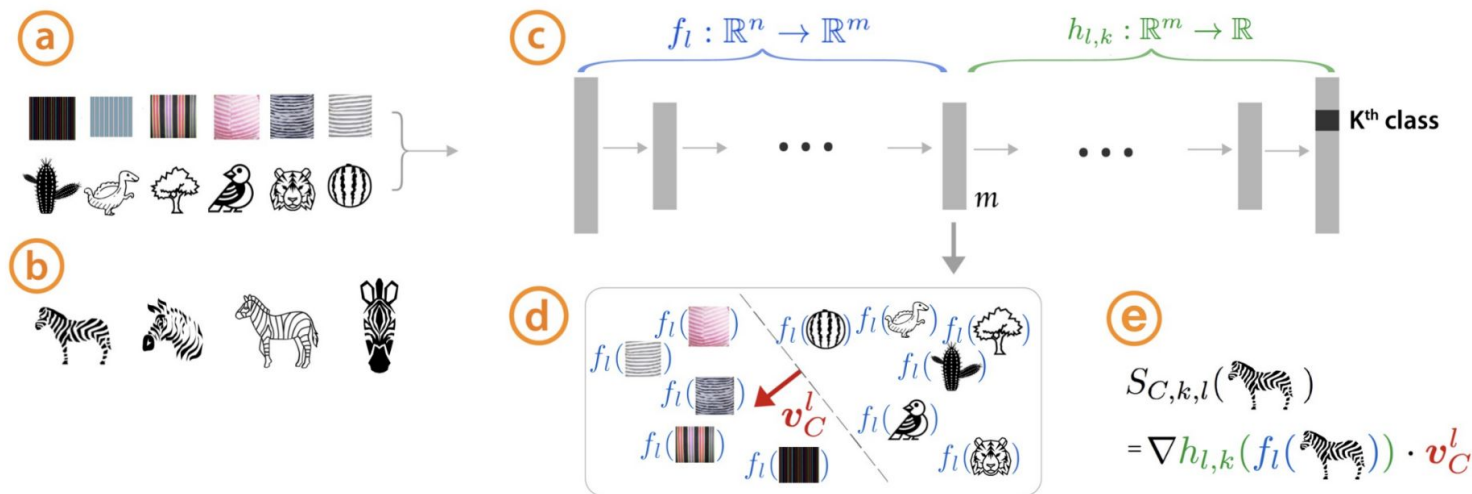 a
b
c
f_l : ℝ^n → ℝ^m
h_{l,k} : ℝ^m → ℝ
K^th class
m
d
f_l( )
f_l( )
f_l( )
f_l( )
f_l( )
f_l( )
f_l( )
f_l( )
f_l( )
f_l( )
f_l( )
v_C^l
e
S_{C,k,l}( )
= ∇h_{l,k}(f_l( )) · v_C^l